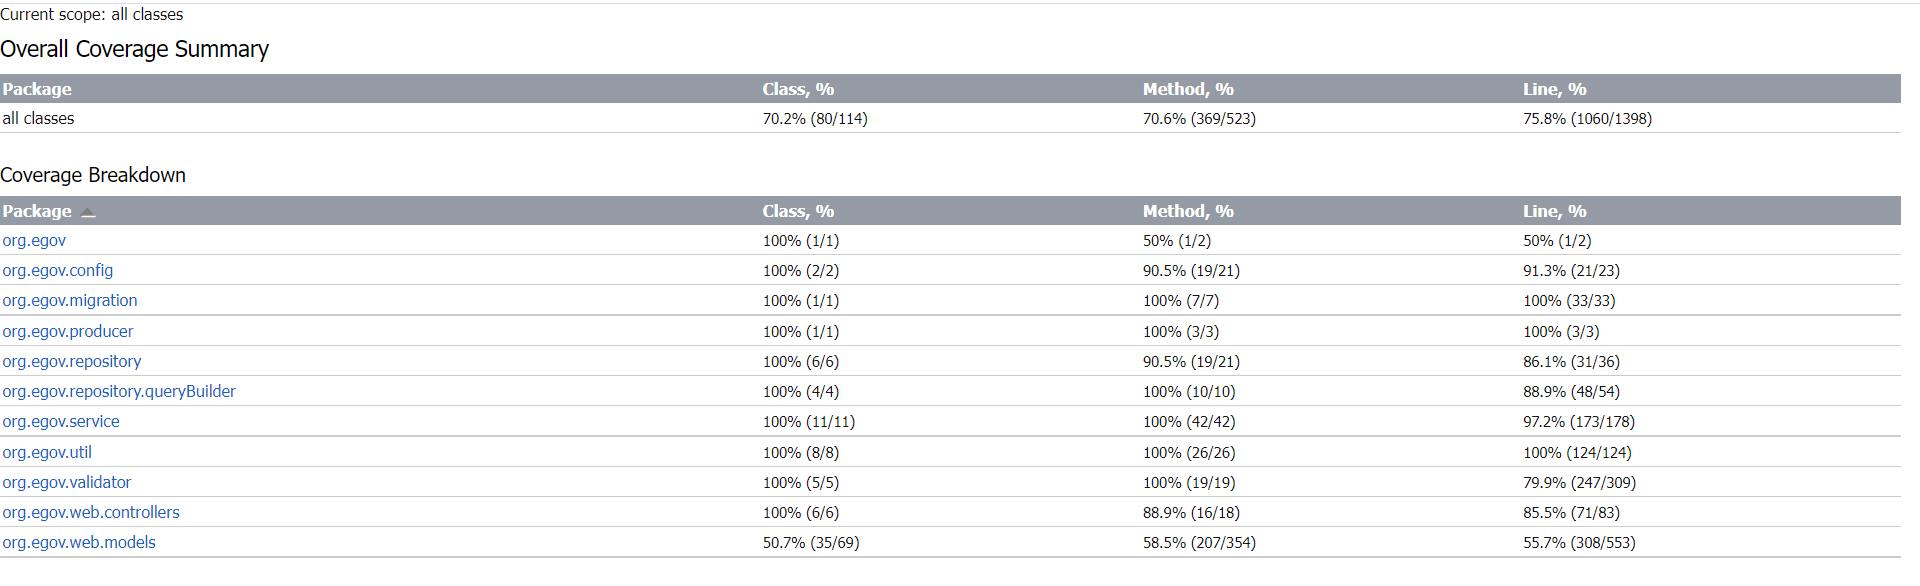 Current scope: all classes
Overall Coverage Summary
Package Class, % Method, % Line, %
all classes 70.2% (80/114) 70.6% (369/523) 75.8% (1060/1398)
Coverage Breakdown
Package Class, % Method, % Line, %
org.egov 100% (1/1) 50% (1/2) 50% (1/2)
org.egov.config 100% (2/2) 90.5% (19/21) 91.3% (21/23)
org.egov.migration 100% (1/1) 100% (7/7) 100% (33/33)
org.egov.producer 100% (1/1) 100% (3/3) 100% (3/3)
org.egov.repository 100% (6/6) 90.5% (19/21) 86.1% (31/36)
org.egov.repository.queryBuilder 100% (4/4) 100% (10/10) 88.9% (48/54)
org.egov.service 100% (11/11) 100% (42/42) 97.2% (173/178)
org.egov.util 100% (8/8) 100% (26/26) 100% (124/124)
org.egov.validator 100% (5/5) 100% (19/19) 79.9% (247/309)
org.egov.web.controllers 100% (6/6) 88.9% (16/18) 85.5% (71/83)
org.egov.web.models 50.7% (35/69) 58.5% (207/354) 55.7% (308/553)